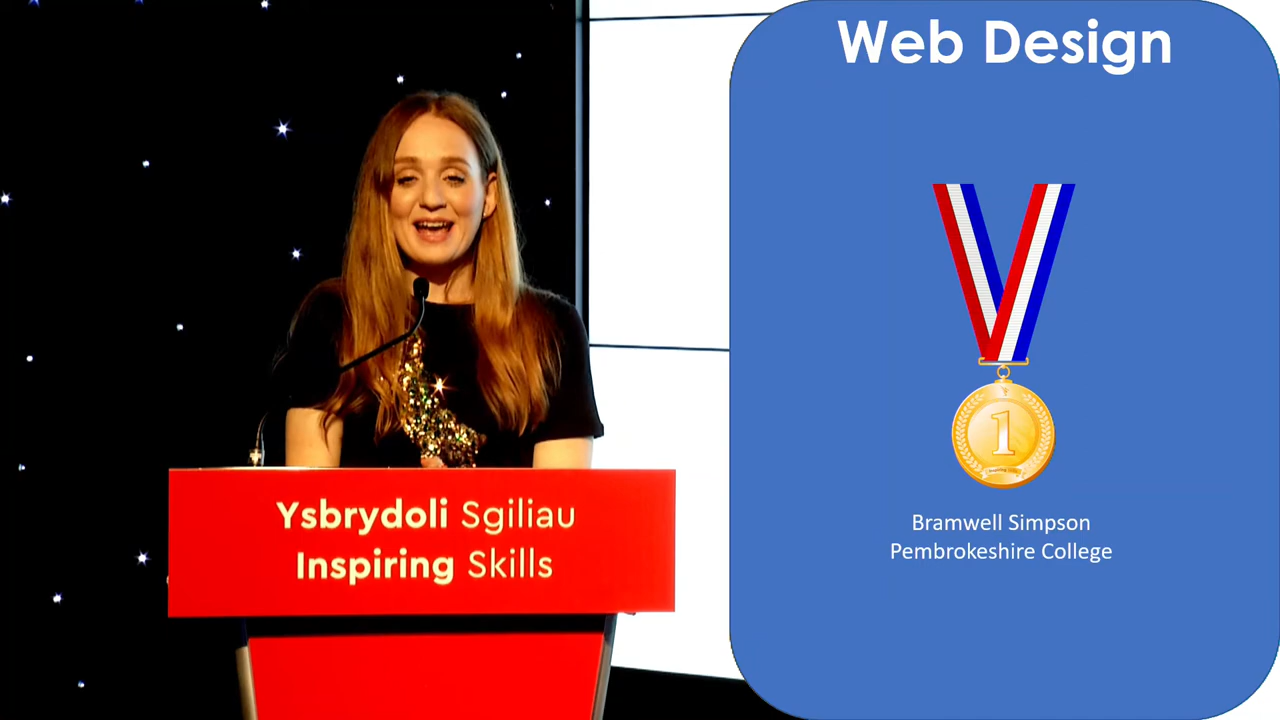 Web Design
1
Bramwell Simpson
Pembrokeshire College
Ysbrydoli Sgiliau
Inspiring Skills